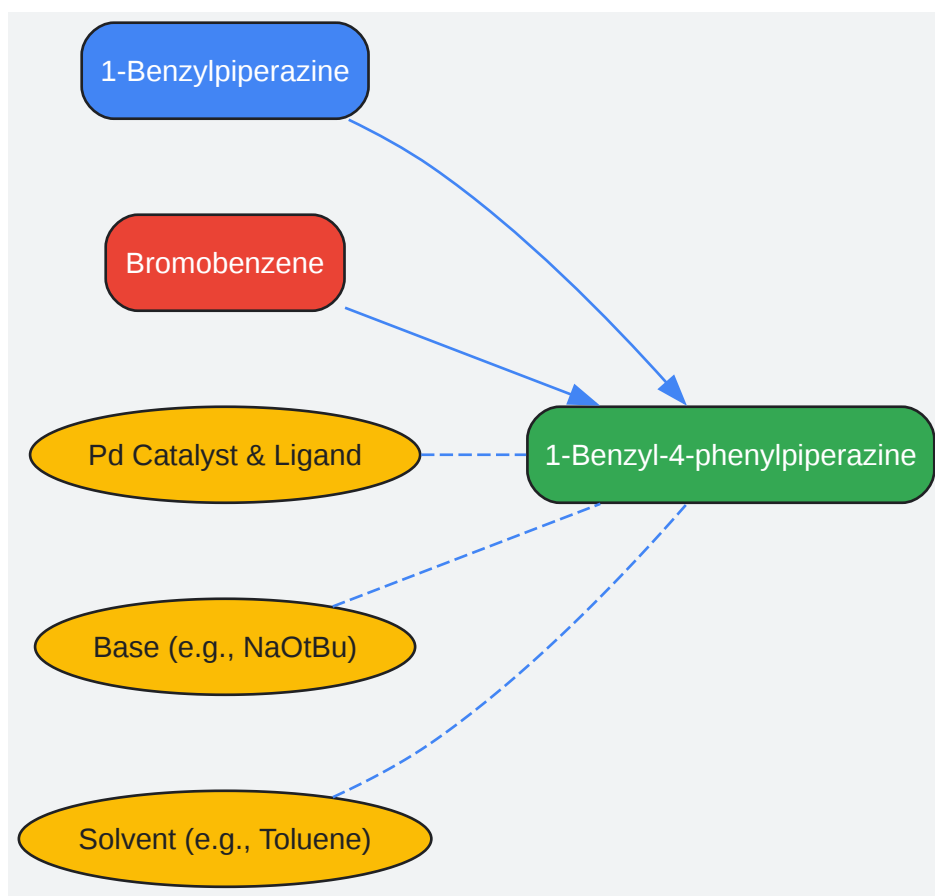 1-Benzylpiperazine
Bromobenzene
Pd Catalyst & Ligand
1-Benzyl-4-phenylpiperazine
Base (e.g., NaOtBu)
Solvent (e.g., Toluene)